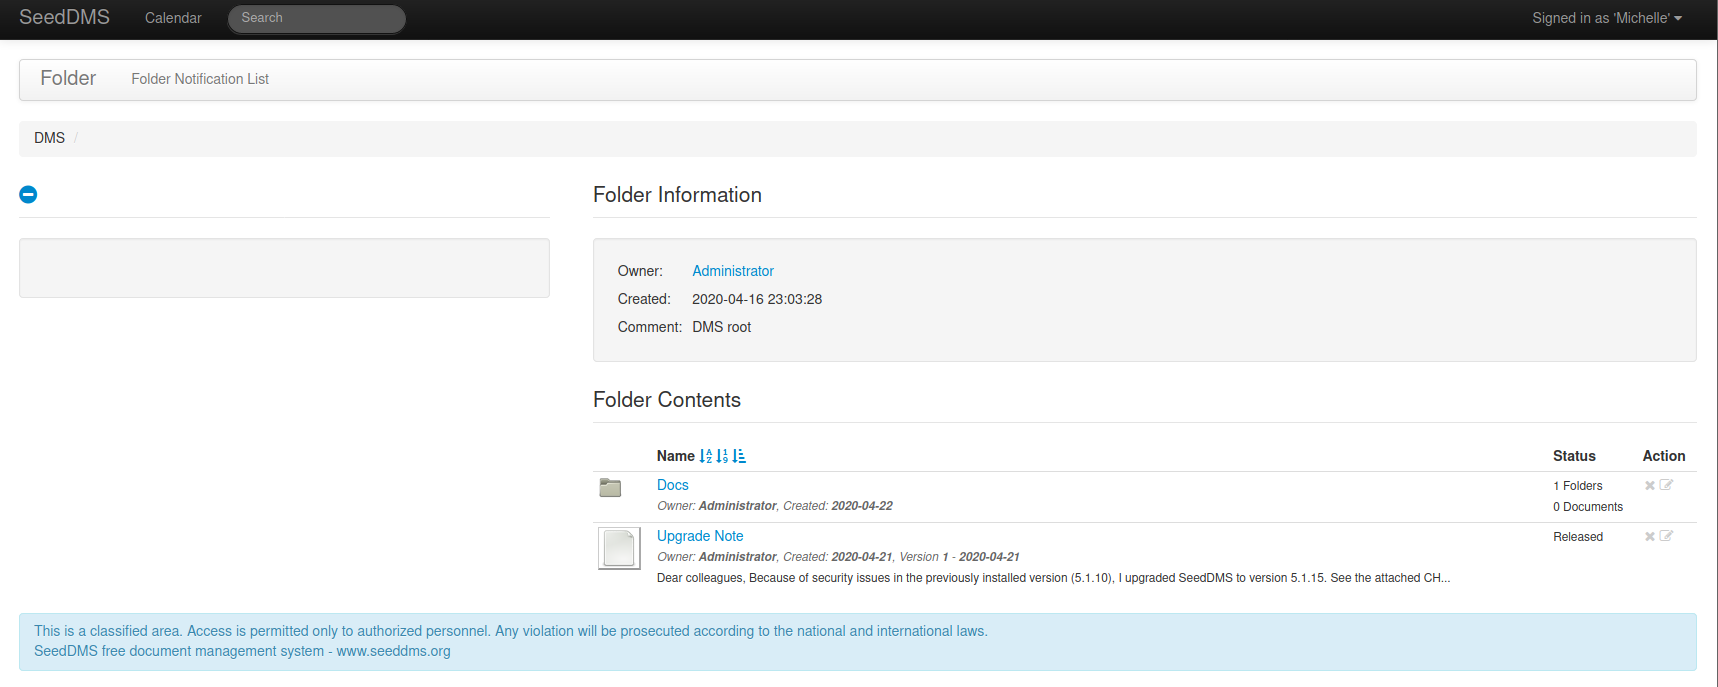 SeedDMS Calendar Search Signed in as 'Michelle'
Folder Folder Notification List
DMS /
Folder Information
Owner: Administrator
Created: 2020-04-16 23:03:28
Comment: DMS root
Folder Contents
Name Status Action
Docs 1 Folders
Owner: Administrator, Created: 2020-04-22 0 Documents
Upgrade Note Released
Owner: Administrator, Created: 2020-04-21, Version 1 - 2020-04-21
Dear colleagues, Because of security issues in the previously installed version (5.1.10), I upgraded SeedDMS to version 5.1.15. See the attached CH...
This is a classified area. Access is permitted only to authorized personnel. Any violation will be prosecuted according to the national and international laws.
SeedDMS free document management system - www.seeddms.org